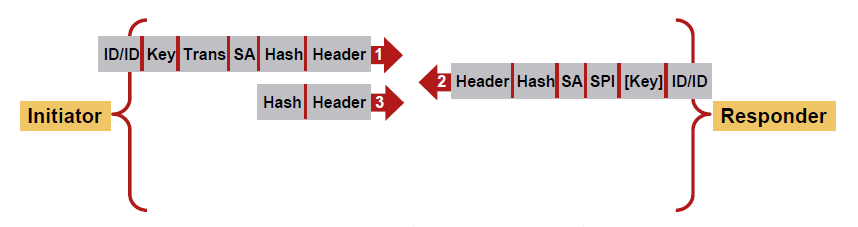 ID/ID Key Trans SA Hash Header 1
2 Header Hash SA SPI [Key] ID/ID
Hash Header 3
Initiator
Responder